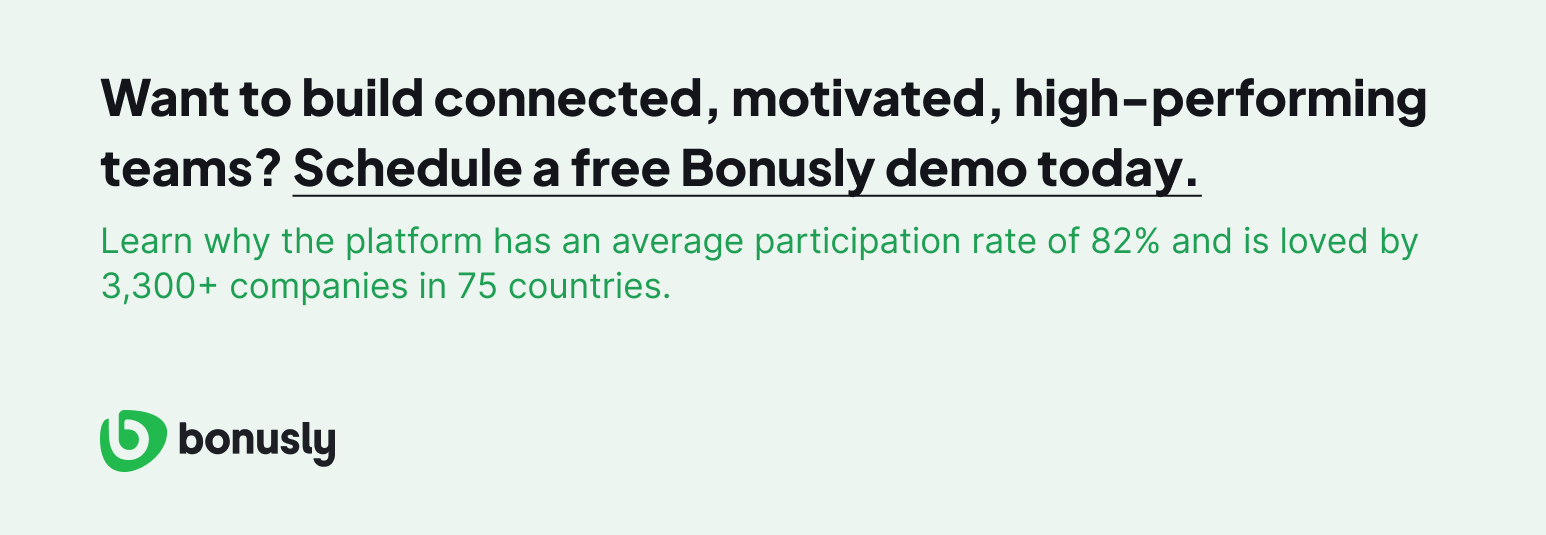 Want to build connected, motivated, high-performing
teams? Schedule a free Bonusly demo today.
Learn why the platform has an average participation rate of 82% and is loved by
3,300+ companies in 75 countries.
bonusly